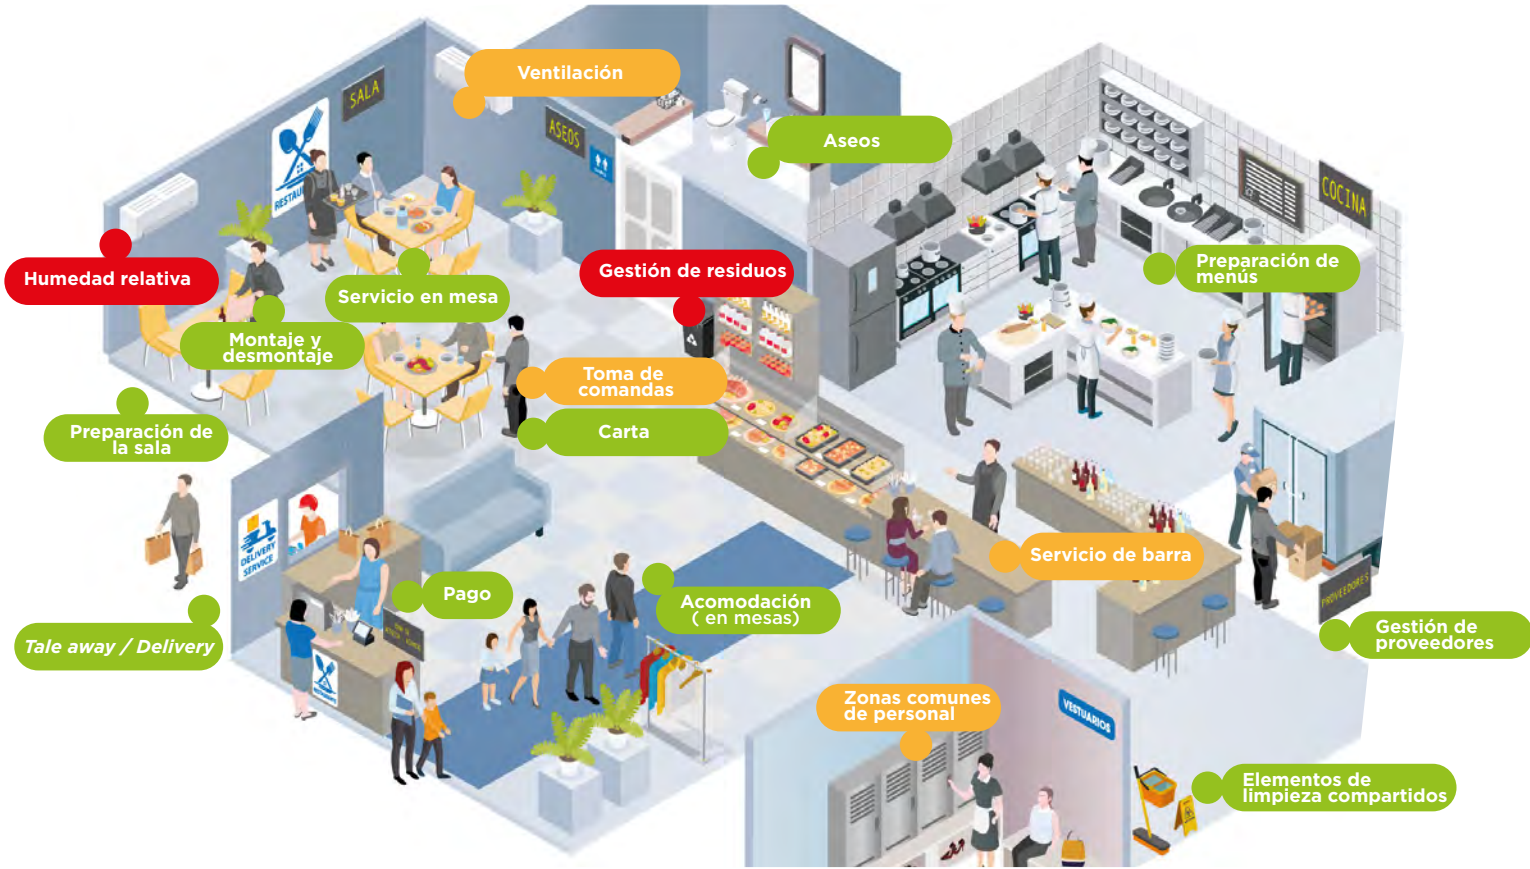 Ventilación
SALA
ASEOS
Aseos
RESTAU
COCINA
Humedad relativa
Servicio en mesa
Gestión de residuos
Preparación de
menús
Montaje y
desmontaje
Toma de
comandas
Carta
Preparación de
la sala
DELIVERY
SERVICE
Servicio de barra
PROVEEDORES
Pago
Acomodación
( en mesas)
Tale away / Delivery
Gestión de
proveedores
Zonas comunes
de personal
VESTUARIOS
Elementos de
limpieza compartidos